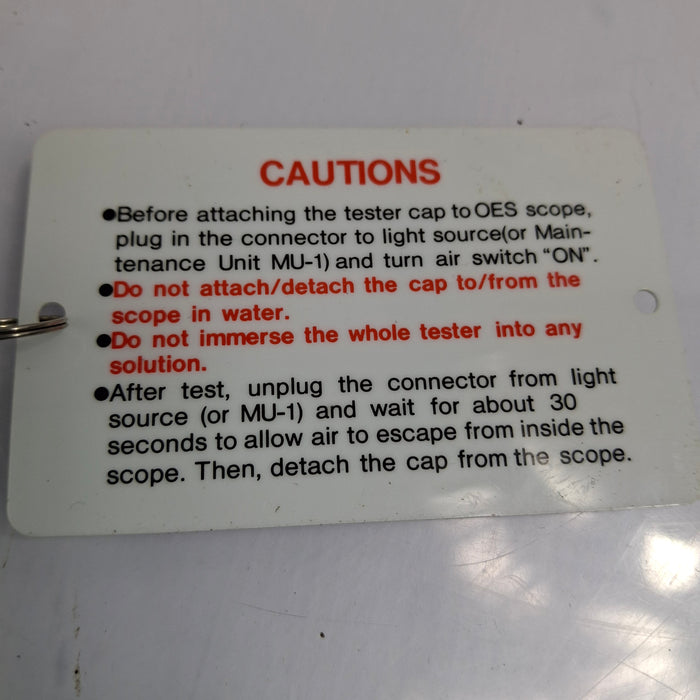 CAUTIONS
●Before attaching the tester cap to OES scope,
plug in the connector to light source(or Main-
tenance Unit MU-1) and turn air switch “ON”.
●Do not attach/detach the cap to/from the
scope in water.
●Do not immerse the whole tester into any
solution.
●After test, unplug the connector from light
source (or MU-1) and wait for about 30
seconds to allow air to escape from inside the
scope. Then, detach the cap from the scope.